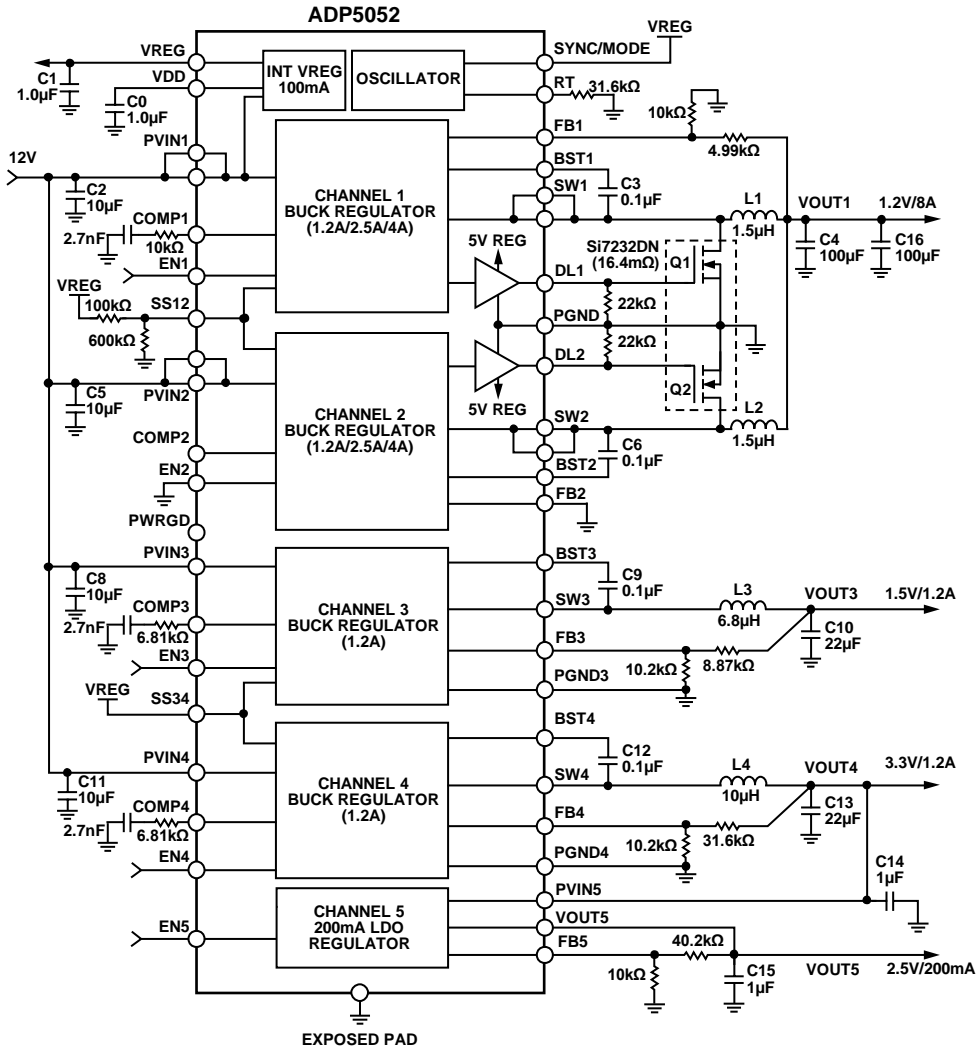 ADP5052
VREG
C1
1.0µF
VDD
C0
1.0µF
INT VREG
100mA
OSCILLATOR
SYNC/MODE
VREG
RT
31.6kΩ
FB1
10kΩ
4.99kΩ
12V
PVIN1
C2
10µF
COMP1
2.7nF
10kΩ
EN1
CHANNEL 1
BUCK REGULATOR
(1.2A/2.5A/4A)
BST1
C3
0.1µF
SW1
L1
1.5µH
VOUT1
1.2V/8A
C4
100µF
C16
100µF
VREG
100kΩ
SS12
600kΩ
5V REG
DL1
Si7232DN
(16.4mΩ)
Q1
22kΩ
PGND
22kΩ
DL2
5V REG
Q2
C5
10µF
PVIN2
COMP2
EN2
CHANNEL 2
BUCK REGULATOR
(1.2A/2.5A/4A)
SW2
C6
0.1µF
BST2
L2
1.5µH
FB2
PWRGD
PVIN3
C8
10µF
COMP3
2.7nF
6.81kΩ
EN3
CHANNEL 3
BUCK REGULATOR
(1.2A)
BST3
C9
0.1µF
SW3
L3
6.8µH
VOUT3
1.5V/1.2A
C10
22µF
FB3
10.2kΩ
8.87kΩ
PGND3
VREG
SS34
PVIN4
C11
10µF
COMP4
2.7nF
6.81kΩ
EN4
CHANNEL 4
BUCK REGULATOR
(1.2A)
BST4
C12
0.1µF
SW4
L4
10µH
VOUT4
3.3V/1.2A
C13
22µF
FB4
10.2kΩ
31.6kΩ
PGND4
PVIN5
C14
1µF
EN5
CHANNEL 5
200mA LDO
REGULATOR
VOUT5
FB5
40.2kΩ
10kΩ
C15
1µF
VOUT5
2.5V/200mA
EXPOSED PAD